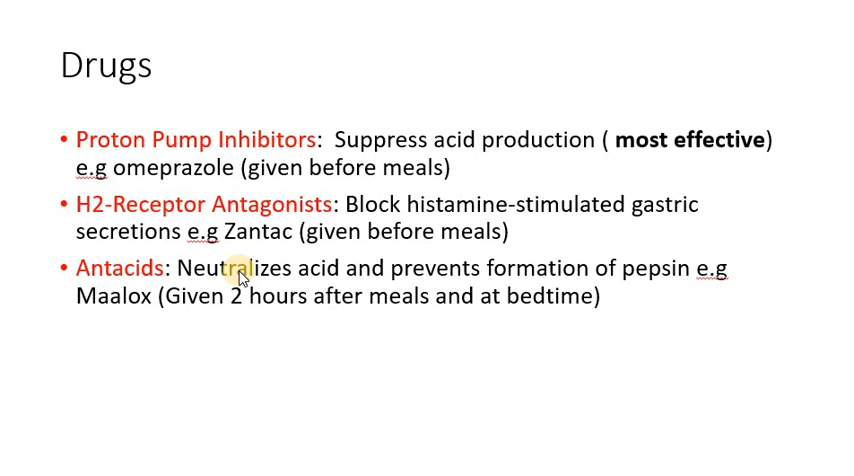 Drugs
• Proton Pump Inhibitors:  Suppress acid production ( most effective)
e.g omeprazole (given before meals)
• H2-Receptor Antagonists: Block histamine-stimulated gastric
secretions e.g Zantac (given before meals)
• Antacids: Neutralizes acid and prevents formation of pepsin e.g
Maalox (Given 2 hours after meals and at bedtime)